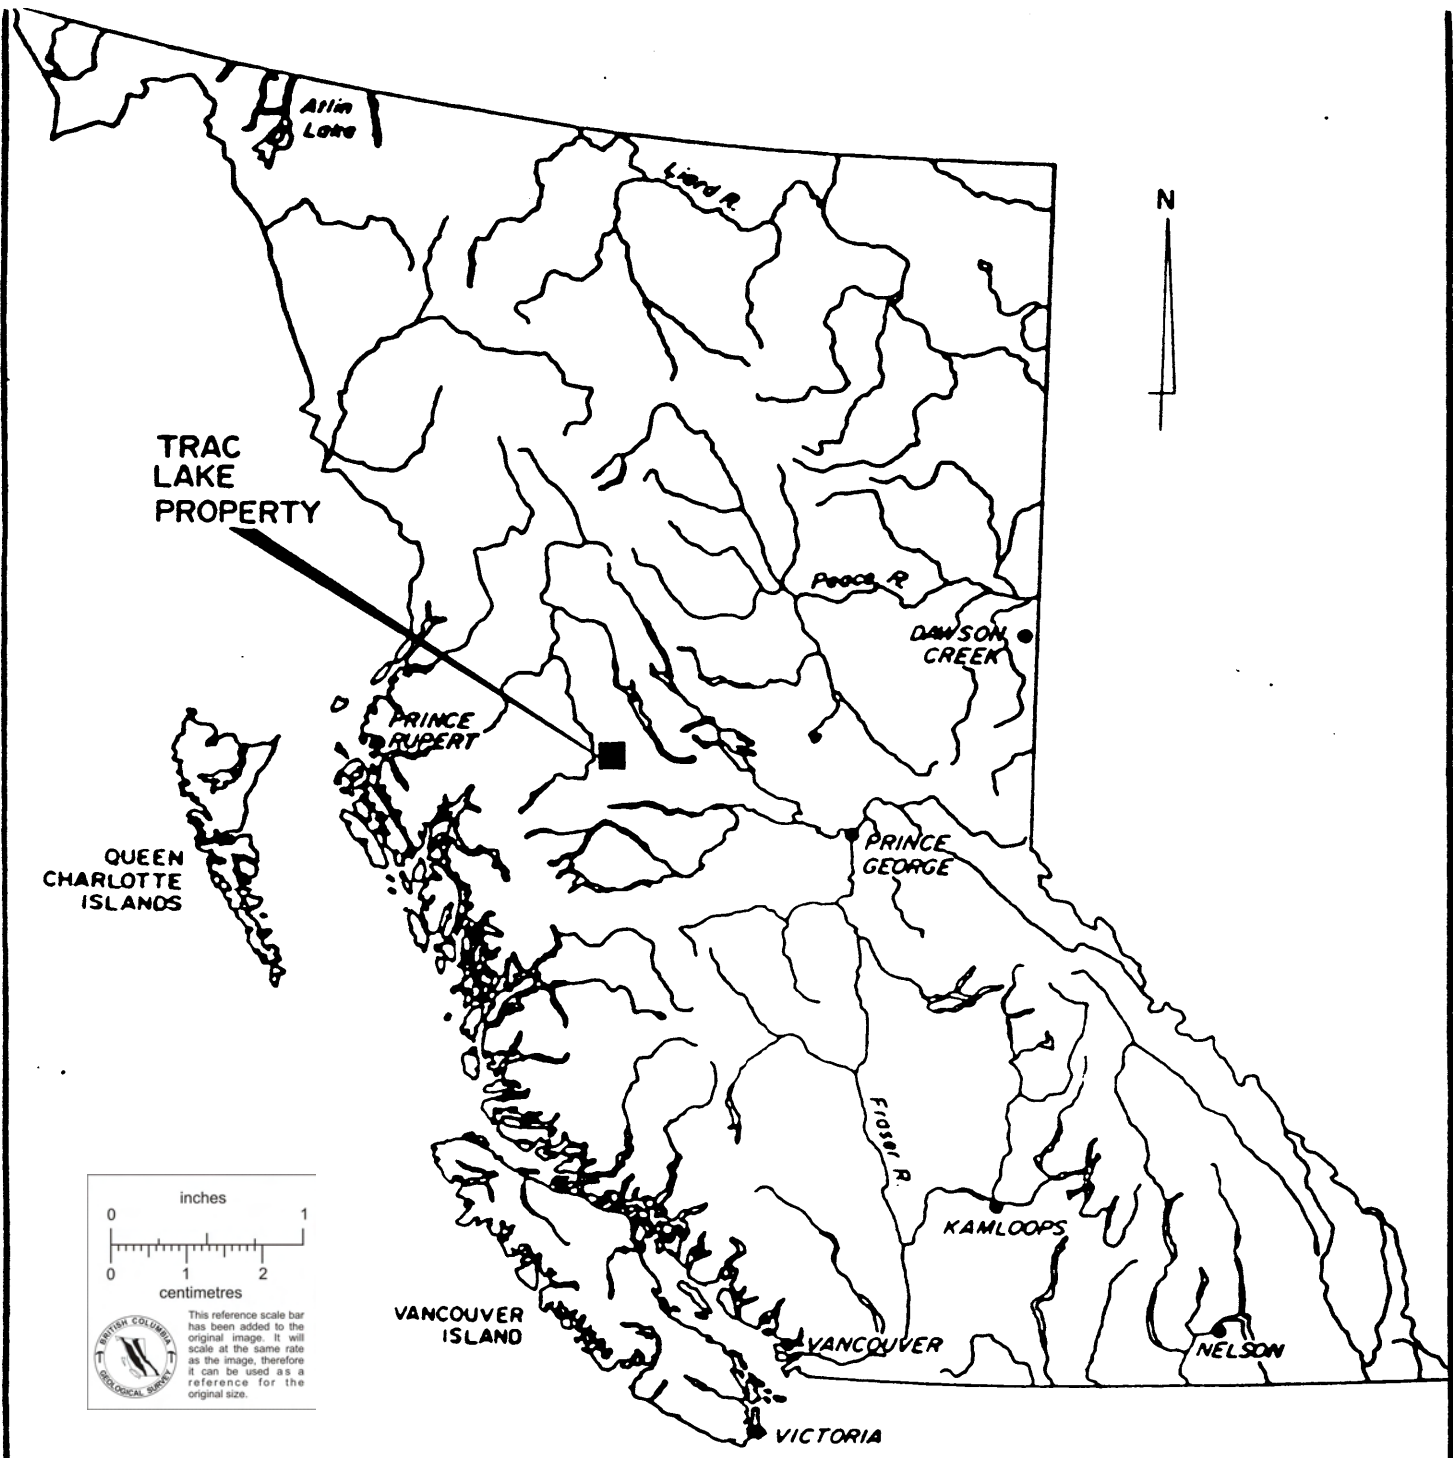 Atlin
Lake
Liard R.
N
TRAC
LAKE
PROPERTY
Peace R.
DAWSON
CREEK
PRINCE
RUPERT
PRINCE
GEORGE
QUEEN
CHARLOTTE
ISLANDS
Fraser R.
KAMLOOPS
inches
0 1
0 1 2
centimetres
This reference scale bar
has been added to the
original image. It will
scale at the same rate
as the image, therefore
it can be used as a
reference for the
original size.
BRITISH COLUMBIA
GEOLOGICAL SURVEY
VANCOUVER
ISLAND
VANCOUVER
NELSON
VICTORIA